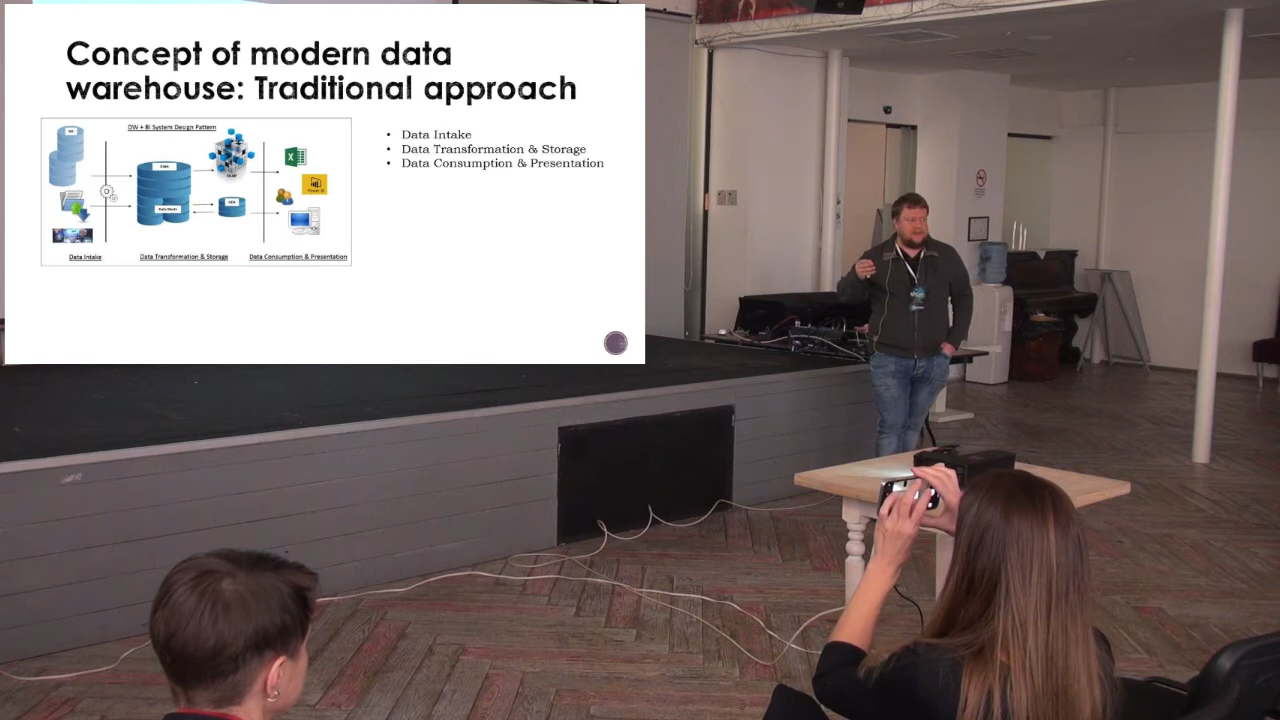 Concept of modern data
warehouse: Traditional approach
DW + BI System Design Pattern
Data Intake
Data Transformation & Storage
Data Consumption & Presentation
Data Intake
Data Transformation & Storage
Data Consumption & Presentation